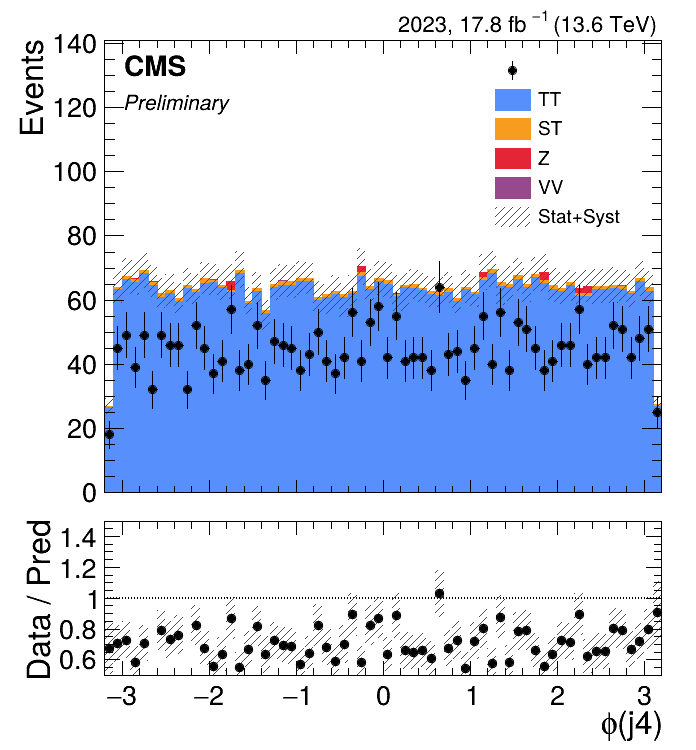 2023, 17.8 fb⁻¹ (13.6 TeV)
Events
140
120
100
80
60
40
20
0
CMS
Preliminary
TT
ST
Z
VV
Stat+Syst
Data / Pred
1.4
1.2
1
0.8
0.6
−3
−2
−1
0
1
2
3
ϕ(j4)